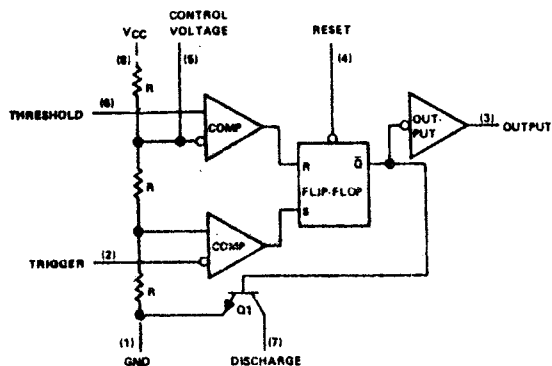 CONTROL
VOLTAGE
VCC
(5)
(8)
R
RESET
(4)
THRESHOLD
(6)
COMP
OUT-
PUT
(3)
OUTPUT
R
R
Q̅
FLIP-FLOP
S
COMP
TRIGGER
(2)
R
Q1
(1)
GND
(7)
DISCHARGE